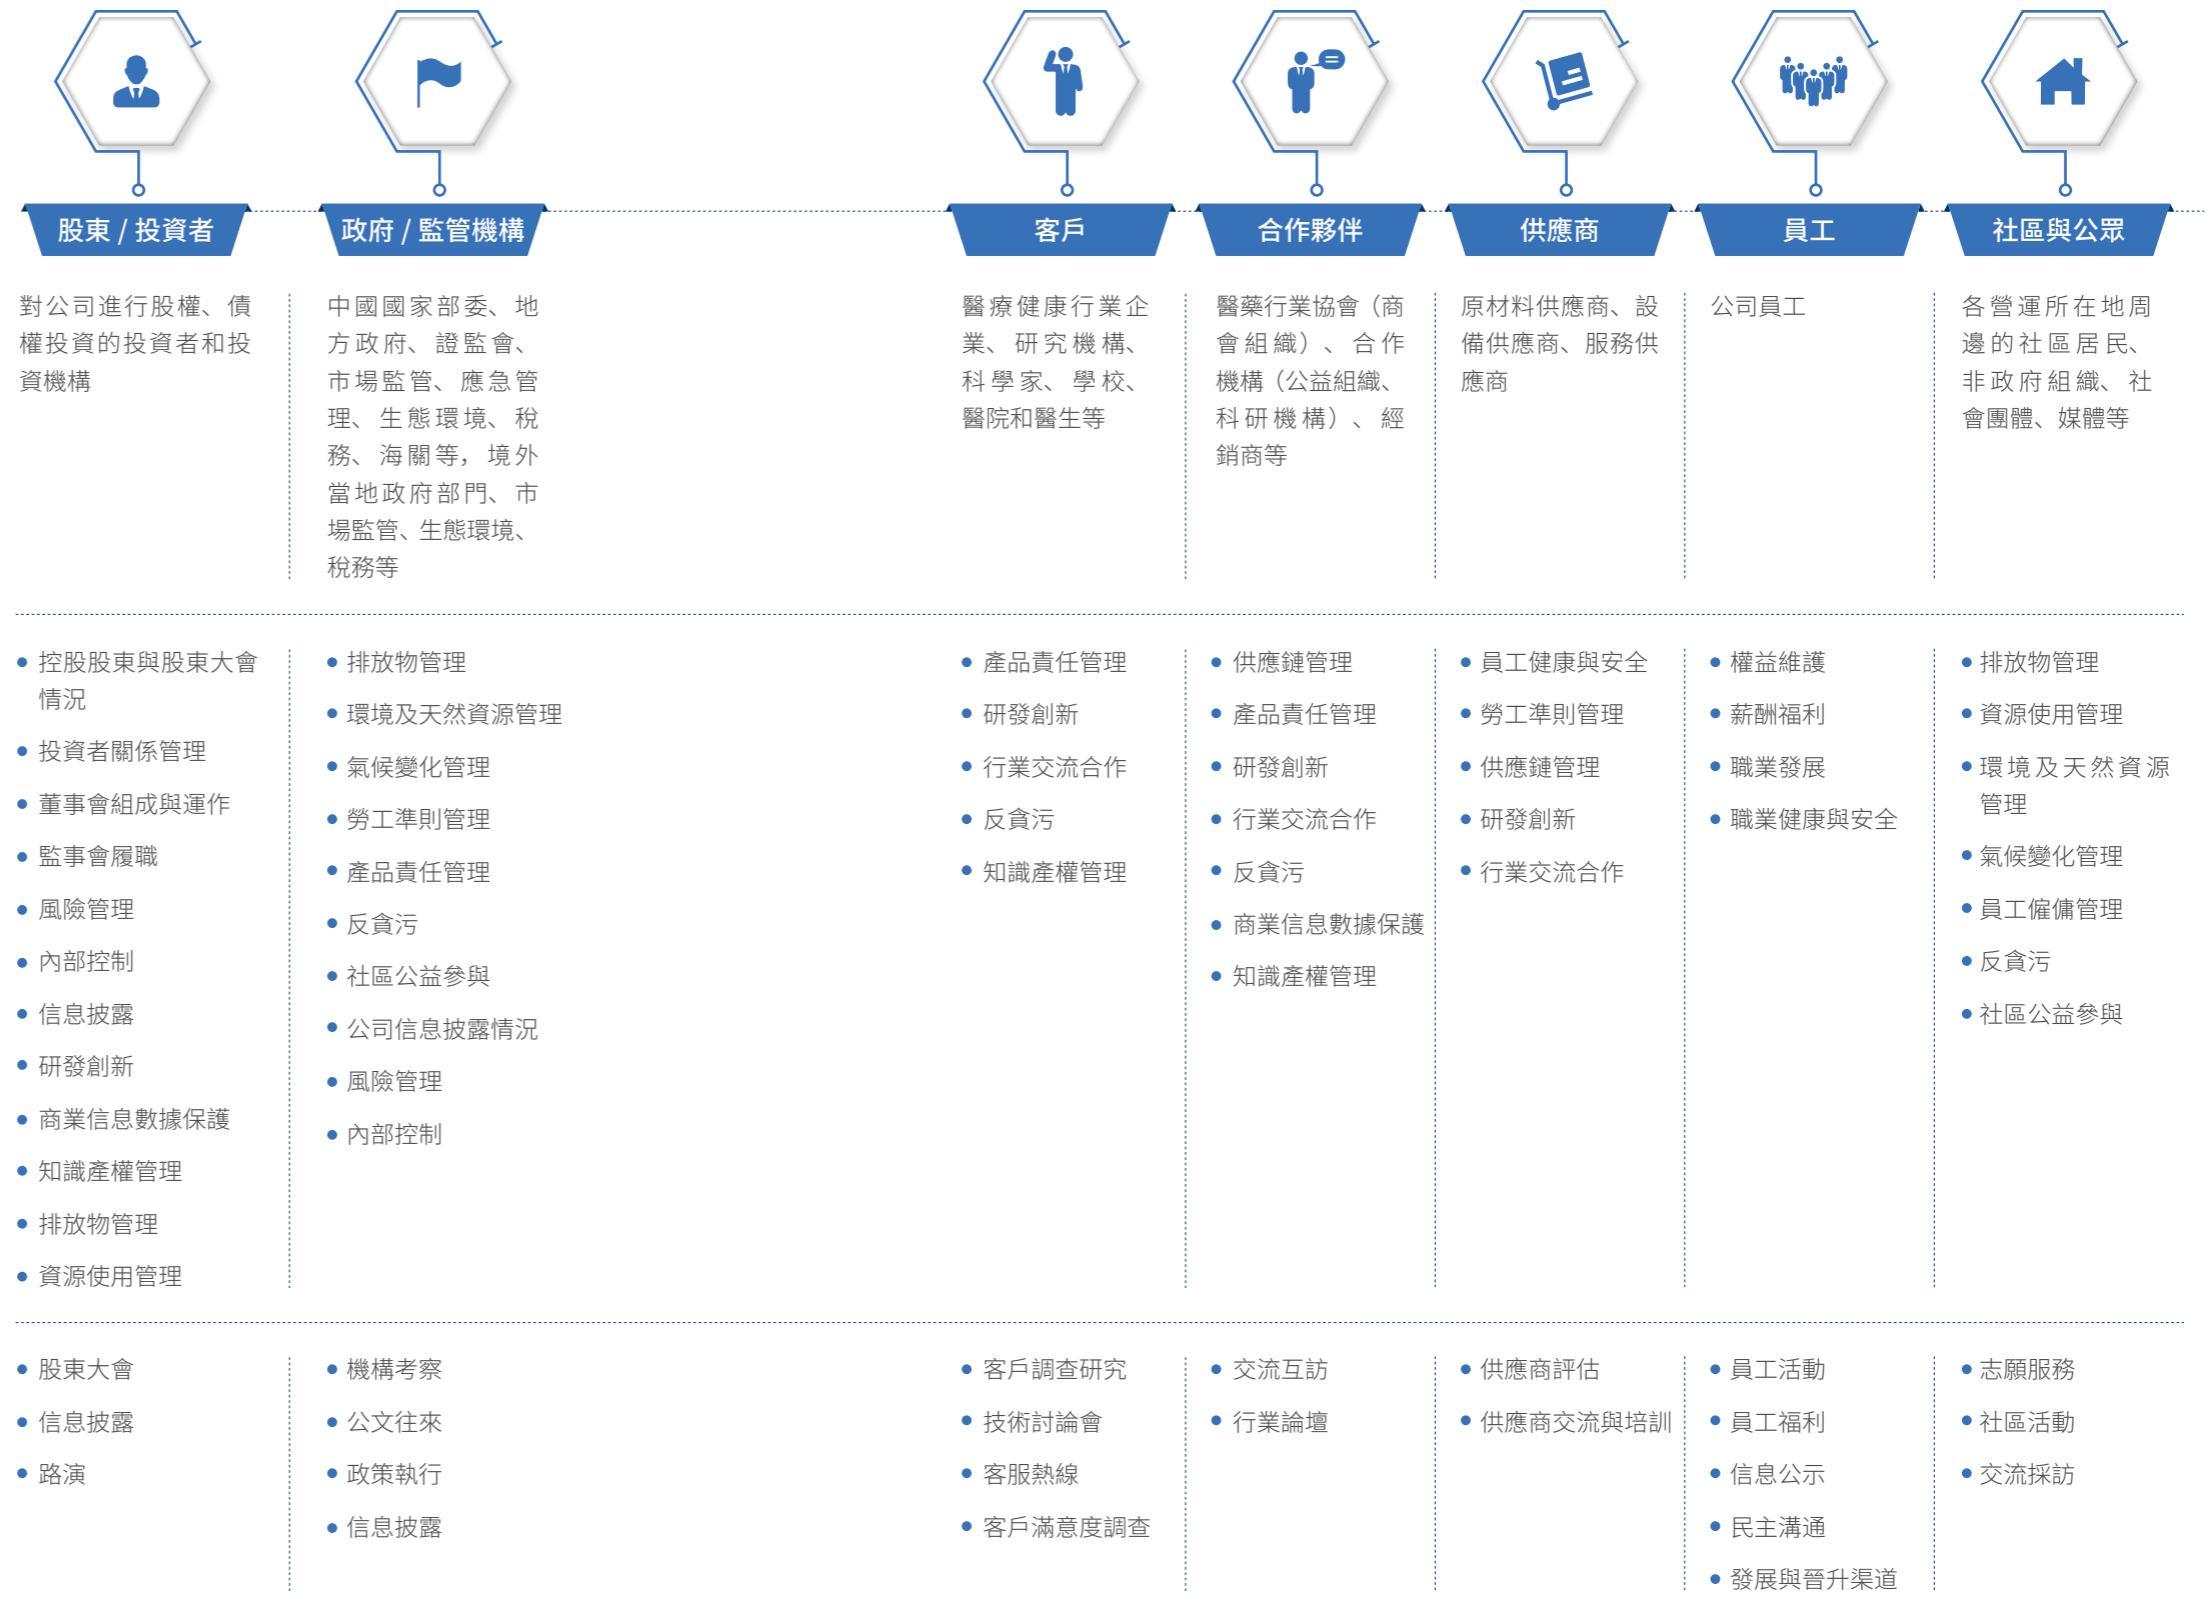 股東 / 投資者
政府 / 監管機構
客戶
合作夥伴
供應商
員工
社區與公眾
對公司進行股權、債
權投資的投資者和投
資機構
中國國家部委、地
方政府、證監會、
市場監管、應急管
理、生態環境、稅
務、海關等，境外
當地政府部門、市
場監管、生態環境、
稅務等
醫療健康行業企
業、研究機構、
科學家、學校、
醫院和醫生等
醫藥行業協會（商
會組織）、合作
機構（公益組織、
科研機構）、經
銷商等
原材料供應商、設
備供應商、服務供
應商
公司員工
各營運所在地周
邊的社區居民、
非政府組織、社
會團體、媒體等
控股股東與股東大會
情況
投資者關係管理
董事會組成與運作
監事會履職
風險管理
內部控制
信息披露
研發創新
商業信息數據保護
知識產權管理
排放物管理
資源使用管理
排放物管理
環境及天然資源管理
氣候變化管理
勞工準則管理
產品責任管理
反貪污
社區公益參與
公司信息披露情況
風險管理
內部控制
產品責任管理
研發創新
行業交流合作
反貪污
知識產權管理
供應鏈管理
產品責任管理
研發創新
行業交流合作
反貪污
商業信息數據保護
知識產權管理
員工健康與安全
勞工準則管理
供應鏈管理
研發創新
行業交流合作
權益維護
薪酬福利
職業發展
職業健康與安全
排放物管理
資源使用管理
環境及天然資源
管理
氣候變化管理
員工僱傭管理
反貪污
社區公益參與
股東大會
信息披露
路演
機構考察
公文往來
政策執行
信息披露
客戶調查研究
技術討論會
客服熱線
客戶滿意度調查
交流互訪
行業論壇
供應商評估
供應商交流與培訓
員工活動
員工福利
信息公示
民主溝通
發展與晉升渠道
志願服務
社區活動
交流採訪